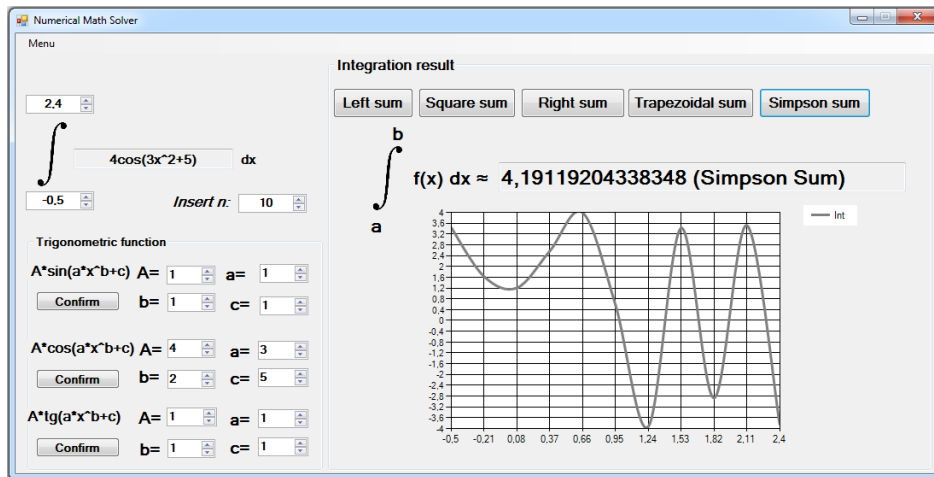 Numerical Math Solver
Menu
2,4
4cos(3x^2+5) dx
-0,5
Insert n: 10
Trigonometric function
A*sin(a*x^b+c) A= 1 a= 1
Confirm b= 1 c= 1
A*cos(a*x^b+c) A= 4 a= 3
Confirm b= 2 c= 5
A*tg(a*x^b+c) A= 1 a= 1
Confirm b= 1 c= 1
Integration result
Left sum Square sum Right sum Trapezoidal sum Simpson sum
b
∫ f(x) dx ≈ 4,19119204338348 (Simpson Sum)
a
4
3,6
3,2
2,8
2,4
2
1,6
1,2
0,8
0,4
0
-0,4
-0,8
-1,2
-1,6
-2
-2,4
-2,8
-3,2
-3,6
-4
-0,5 -0,21 0,08 0,37 0,66 0,95 1,24 1,53 1,82 2,11 2,4
Int